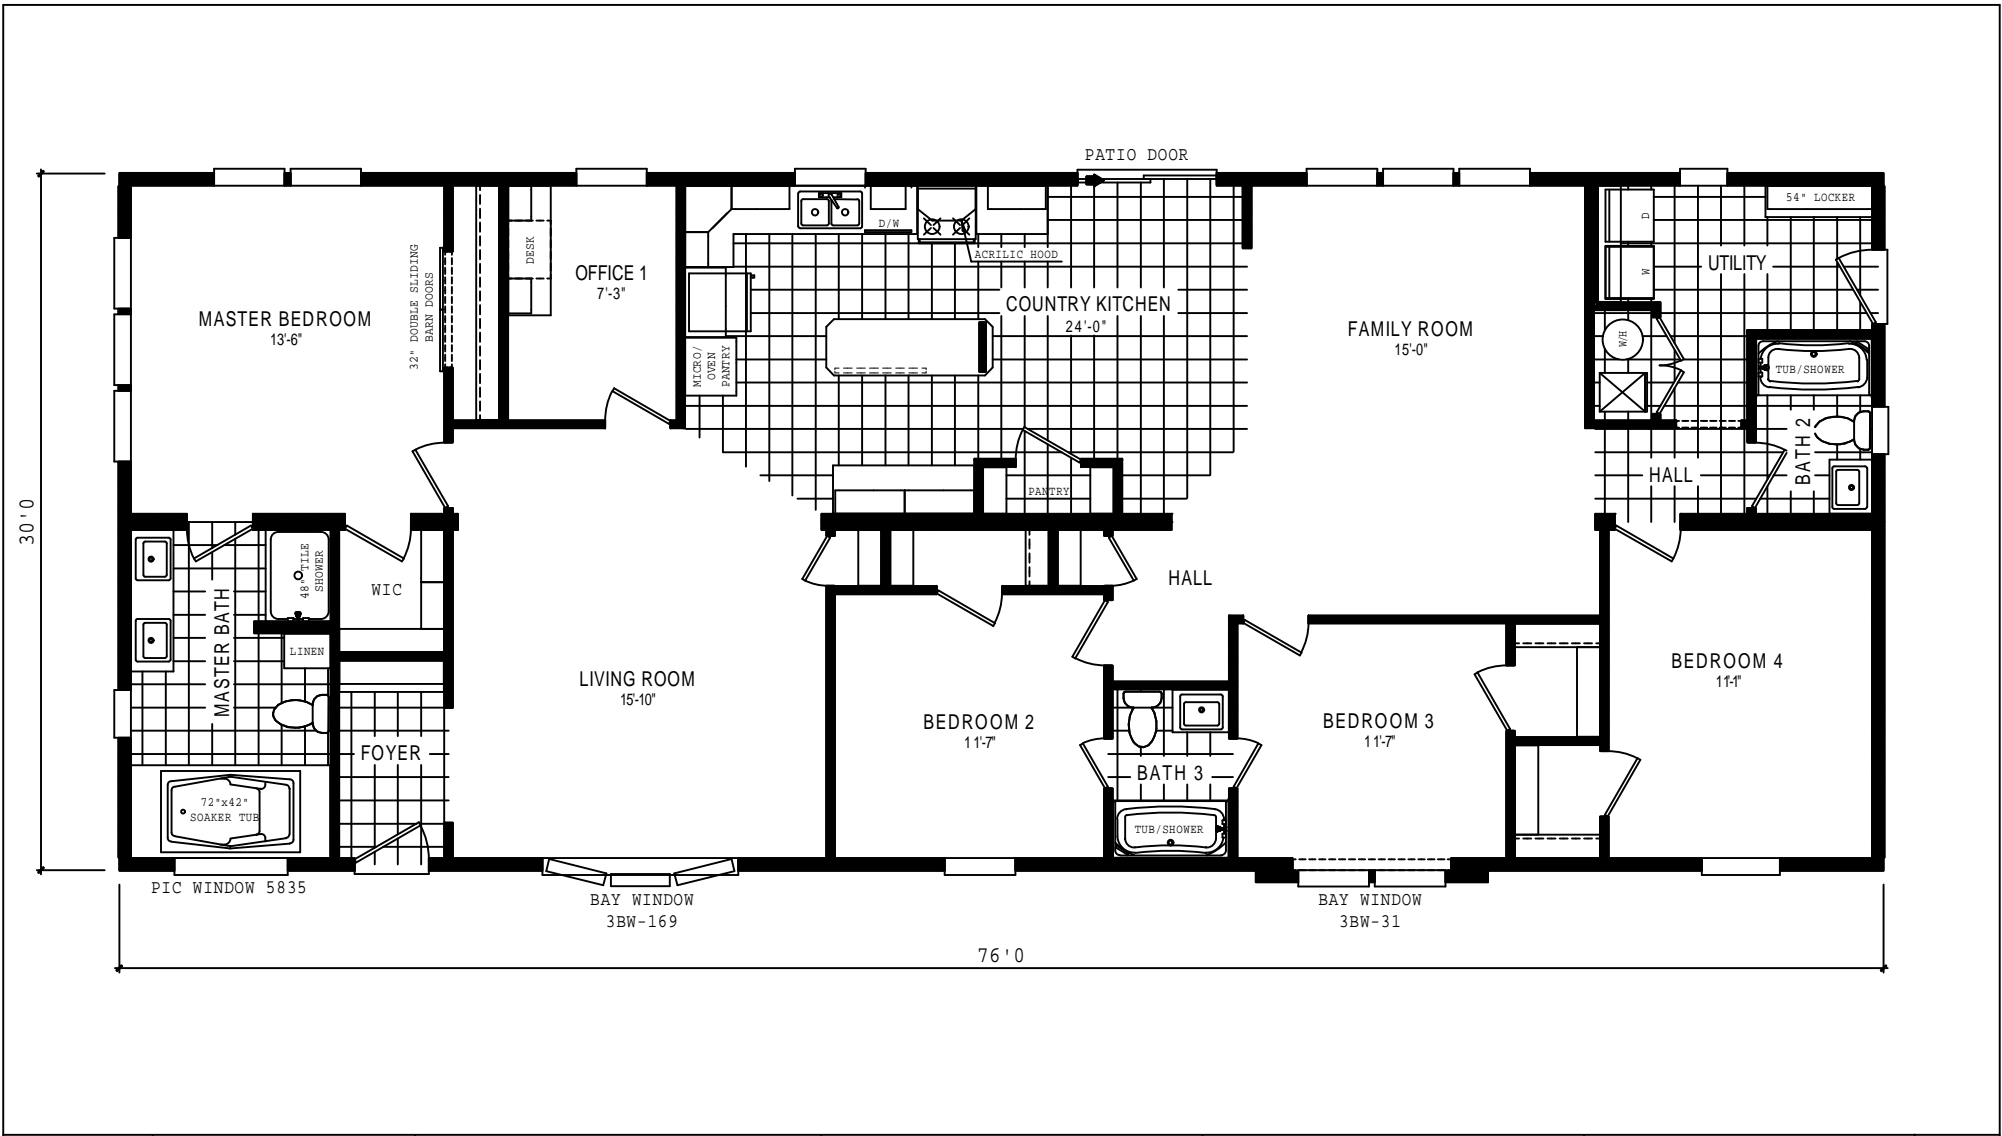 PATIO DOOR
54" LOCKER
D
D/W
DESK
32" DOUBLE SLIDING
BARN DOORS
ACRILIC HOOD
OFFICE 1
7'-3"
W
UTILITY
COUNTRY KITCHEN
24'-0"
MASTER BEDROOM
13'-6"
FAMILY ROOM
15'-0"
W/H
MICRO/
OVEN
PANTRY
TUB/SHOWER
BATH 2
HALL
PANTRY
30'0
48" TILE
SHOWER
WIC
HALL
MASTER BATH
LINEN
LIVING ROOM
15'-10"
BEDROOM 4
11'-1"
BEDROOM 2
11'-7"
BEDROOM 3
11'-7"
FOYER
BATH 3
72"x42"
SOAKER TUB
TUB/SHOWER
PIC WINDOW 5835
BAY WINDOW
3BW-169
BAY WINDOW
3BW-31
76'0